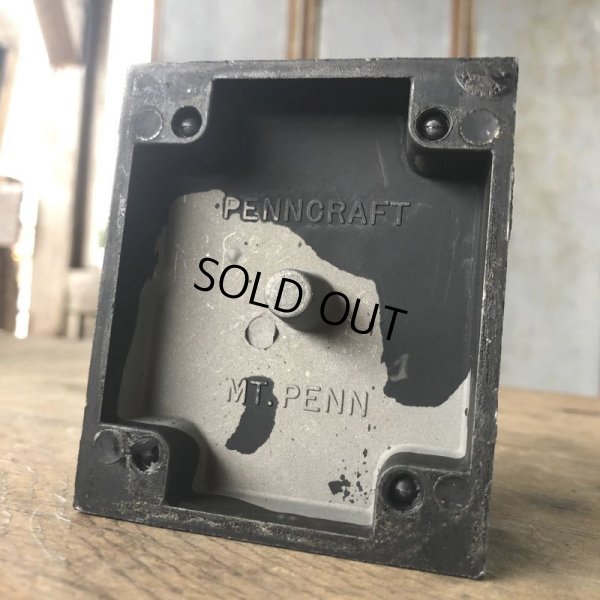 PENNCRAFT
SOLD OUT
MT. PENN